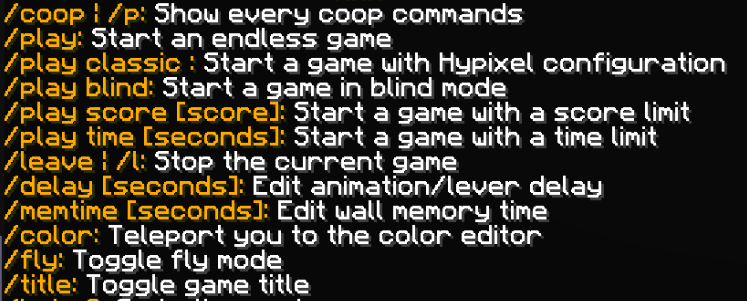 /coop | /p: Show every coop commands
/play: Start an endless game
/play classic : Start a game with Hypixel configuration
/play blind: Start a game in blind mode
/play score [score]: Start a game with a score limit
/play time [seconds]: Start a game with a time limit
/leave | /l: Stop the current game
/delay [seconds]: Edit animation/lever delay
/memtime [seconds]: Edit wall memory time
/color: Teleport you to the color editor
/fly: Toggle fly mode
/title: Toggle game title